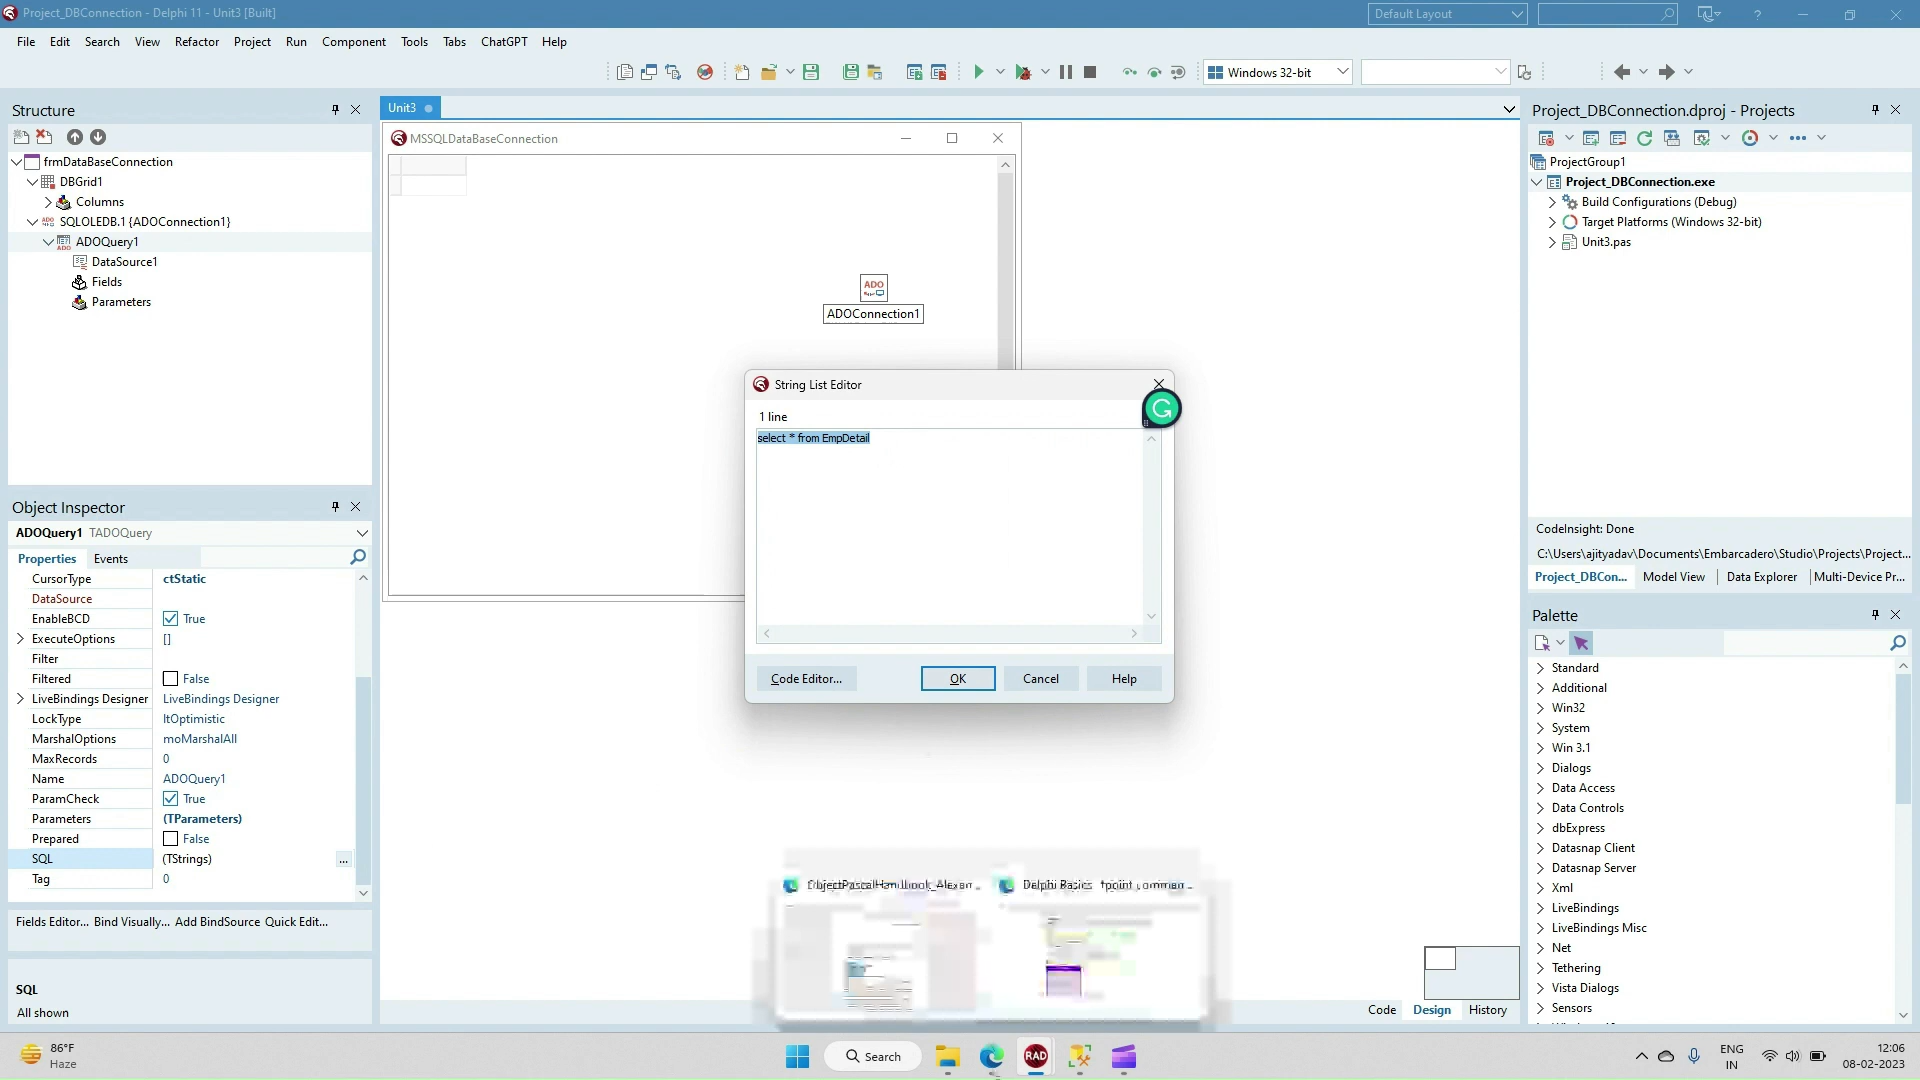 Project_DBConnection - Delphi 11 - Unit3 [Built]
Default Layout
File Edit Search View Refactor Project Run Component Tools Tabs ChatGPT Help
Windows 32-bit
Structure
frmDataBaseConnection
DBGrid1
Columns
SQLOLEDB.1 {ADOConnection1}
ADOQuery1
DataSource1
Fields
Parameters
Object Inspector
ADOQuery1 TADOQuery
Properties Events
CursorType ctStatic
DataSource
EnableBCD True
ExecuteOptions []
Filter
Filtered False
LiveBindings Designer LiveBindings Designer
LockType ltOptimistic
MarshalOptions moMarshalAll
MaxRecords 0
Name ADOQuery1
ParamCheck True
Parameters (TParameters)
Prepared False
SQL (TStrings) ...
Tag 0
Fields Editor... Bind Visually... Add BindSource Quick Edit...
SQL
All shown
Unit3
MSSQLDataBaseConnection
ADO
ADOConnection1
String List Editor
1 line
select * from EmpDetail
Code Editor... OK Cancel Help
ObjectPascalHandbook_Alexan...
Delphi Basics
Code Design History
Project_DBConnection.dproj - Projects
ProjectGroup1
Project_DBConnection.exe
Build Configurations (Debug)
Target Platforms (Windows 32-bit)
Unit3.pas
CodeInsight: Done
C:\Users\ajityadav\Documents\Embarcadero\Studio\Projects\Project...
Project_DBCon... Model View Data Explorer Multi-Device Pr...
Palette
Standard
Additional
Win32
System
Win 3.1
Dialogs
Data Access
Data Controls
dbExpress
Datasnap Client
Datasnap Server
Xml
LiveBindings
LiveBindings Misc
Net
Tethering
Vista Dialogs
Sensors
86°F
Haze
Search
RAD
ENG
IN
12:06
08-02-2023